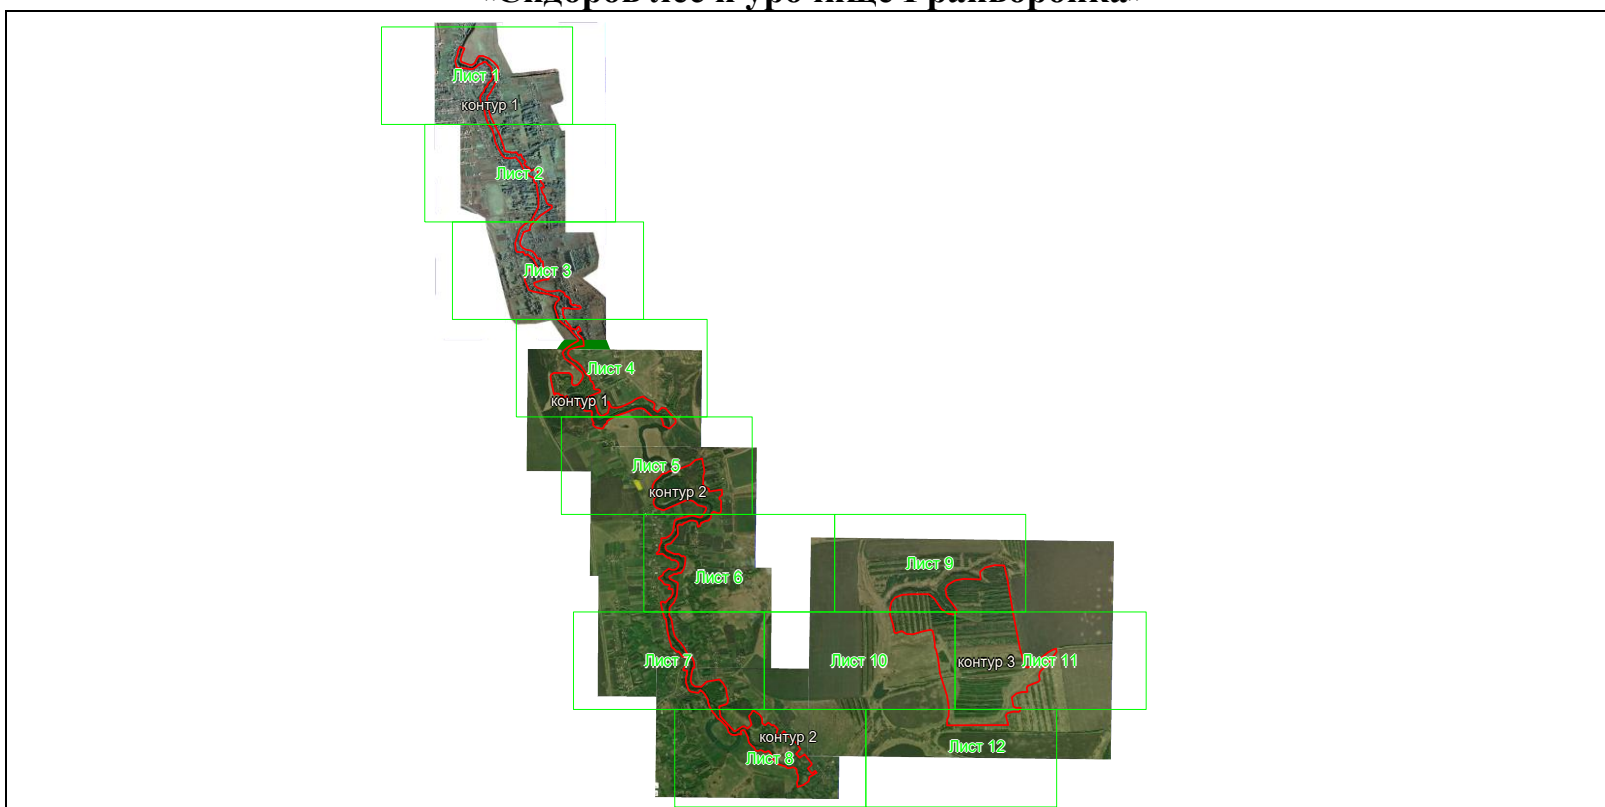 Лист 1
контур 1
Лист 2
Лист 3
Лист 4
контур 1
Лист 5
контур 2
Лист 9
Лист 6
Лист 7
Лист 10
контур 3
Лист 11
контур 2
Лист 12
Лист 8